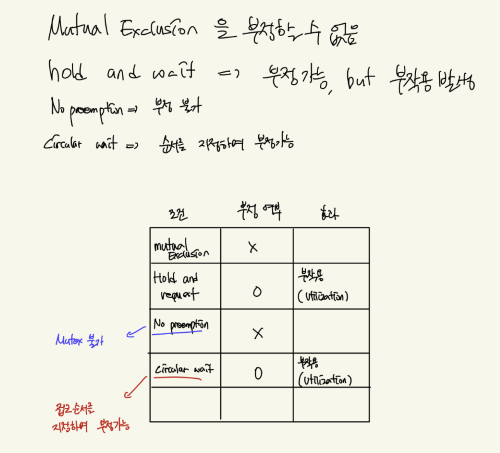 Mutual Exclusion 을 부정할 수 없음
hold and wait => 부정가능, but 부작용 발생
No preemption => 부정 불가
Circular wait => 순서를 지정하여 부정가능
조건 부정 여부 효과
mutual Exclusion X
Hold and request O 부작용 (Utilization)
No preemption X
Mutex 불가
Circular wait O 부작용 (Utilization)
순서를
지정하여 부정가능